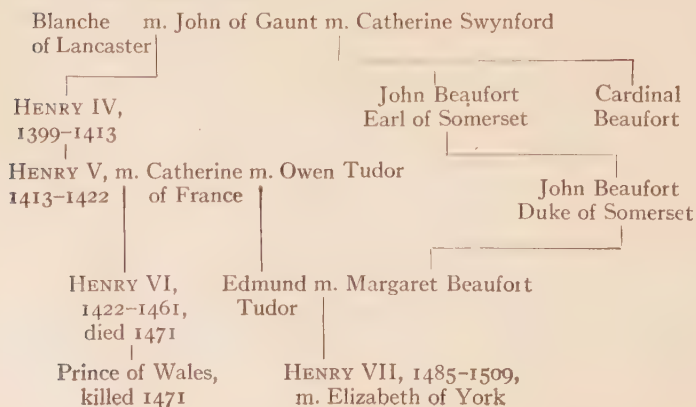 Blanche m. John of Gaunt m. Catherine Swynford
of Lancaster
HENRY IV,
1399–1413
John Beaufort
Earl of Somerset
Cardinal
Beaufort
HENRY V, m. Catherine m. Owen Tudor
1413–1422 of France
John Beaufort
Duke of Somerset
HENRY VI,
1422–1461,
died 1471
Edmund m. Margaret Beaufort
Tudor
Prince of Wales,
killed 1471
HENRY VII, 1485–1509,
m. Elizabeth of York